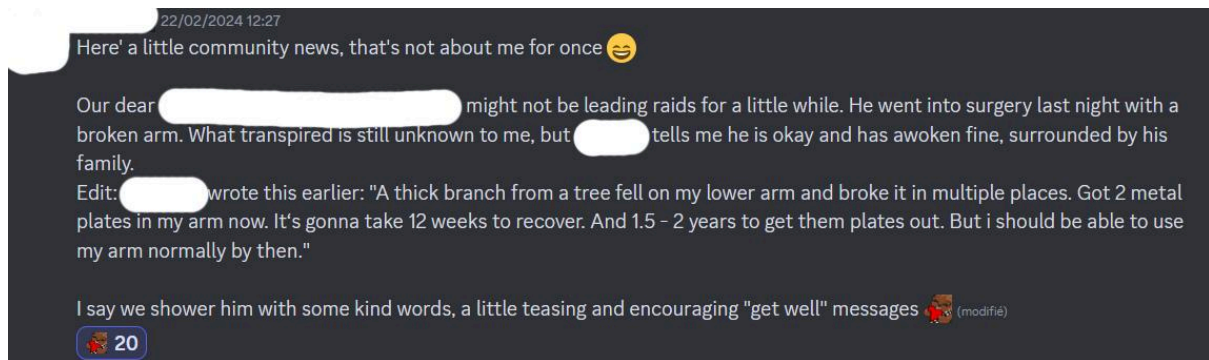 22/02/2024 12:27
Here' a little community news, that's not about me for once 😄
Our dear might not be leading raids for a little while. He went into surgery last night with a
broken arm. What transpired is still unknown to me, but tells me he is okay and has awoken fine, surrounded by his
family.
Edit: wrote this earlier: "A thick branch from a tree fell on my lower arm and broke it in multiple places. Got 2 metal
plates in my arm now. It‘s gonna take 12 weeks to recover. And 1.5 - 2 years to get them plates out. But i should be able to use
my arm normally by then."
I say we shower him with some kind words, a little teasing and encouraging "get well" messages (modifié)
20